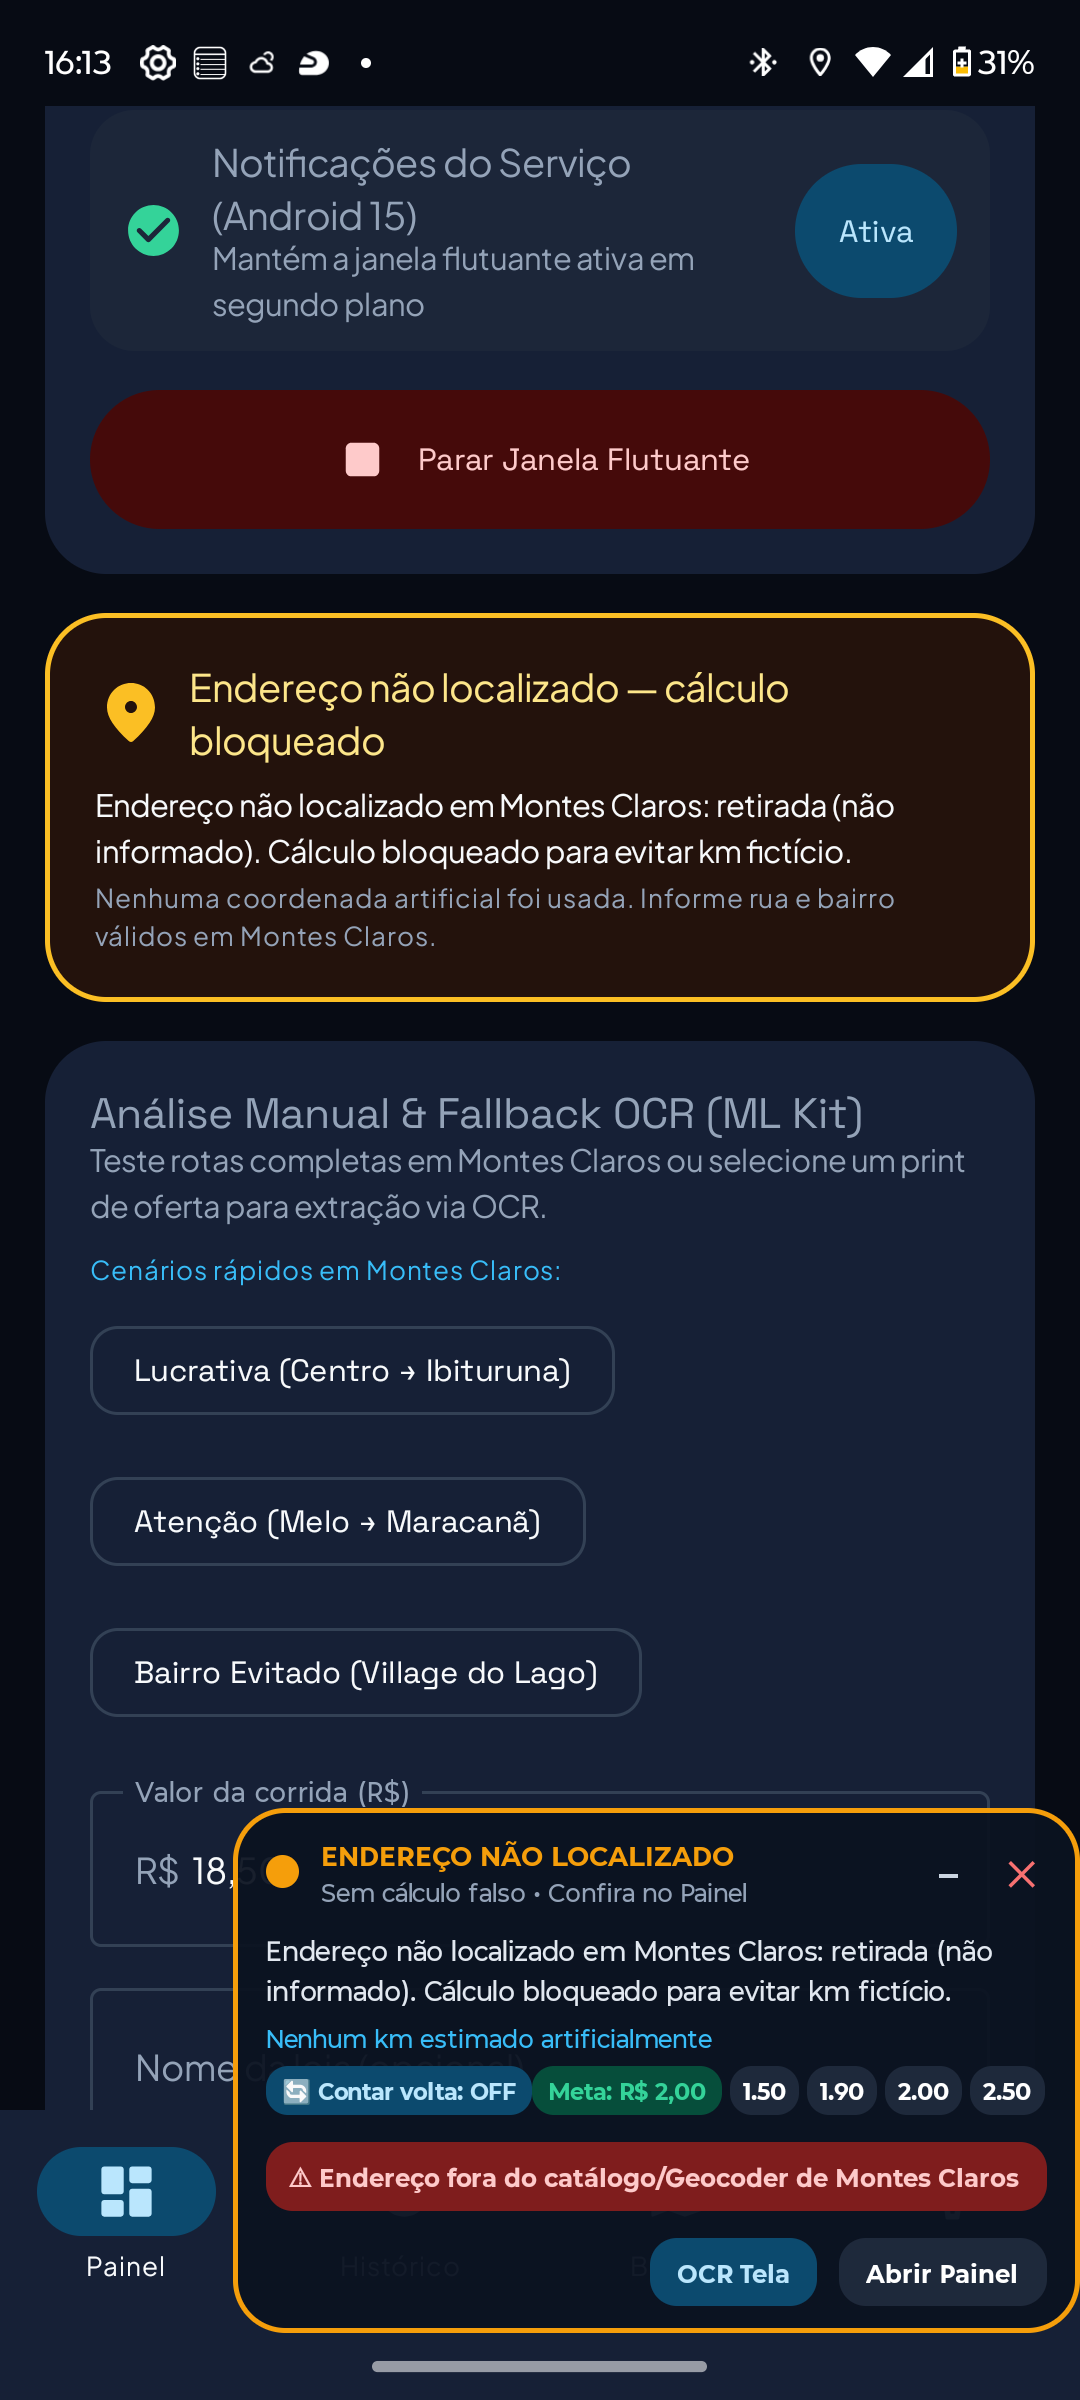 16:13
31%
Notificações do Serviço
(Android 15)
Mantém a janela flutuante ativa em
segundo plano
Ativa
Parar Janela Flutuante
Endereço não localizado — cálculo
bloqueado
Endereço não localizado em Montes Claros: retirada (não
informado). Cálculo bloqueado para evitar km fictício.
Nenhuma coordenada artificial foi usada. Informe rua e bairro
válidos em Montes Claros.
Análise Manual & Fallback OCR (ML Kit)
Teste rotas completas em Montes Claros ou selecione um print
de oferta para extração via OCR.
Cenários rápidos em Montes Claros:
Lucrativa (Centro → Ibituruna)
Atenção (Melo → Maracanã)
Bairro Evitado (Village do Lago)
Valor da corrida (R$)
R$ 18,50
Nome da loja (opcional)
ENDEREÇO NÃO LOCALIZADO
Sem cálculo falso • Confira no Painel
Endereço não localizado em Montes Claros: retirada (não
informado). Cálculo bloqueado para evitar km fictício.
Nenhum km estimado artificialmente
🔄 Contar volta: OFF Meta: R$ 2,00 1.50 1.90 2.00 2.50
⚠ Endereço fora do catálogo/Geocoder de Montes Claros
OCR Tela Abrir Painel
Painel
Histórico